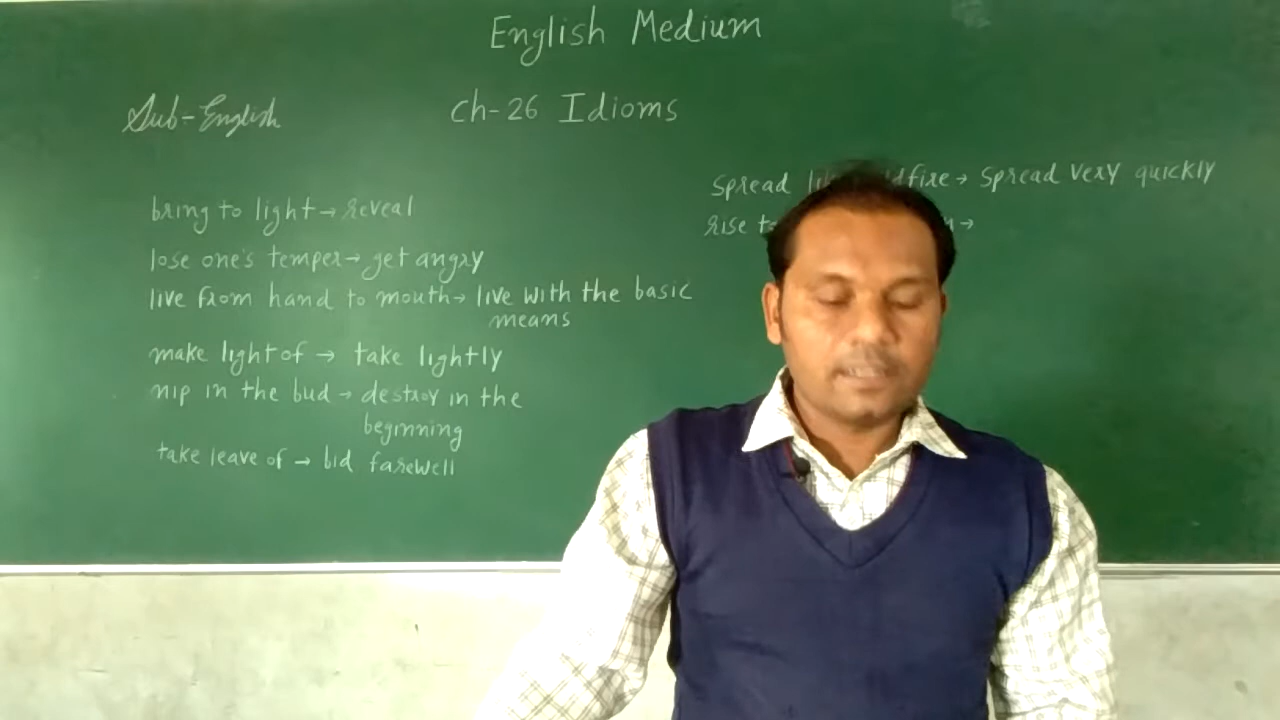 English Medium
Sub-English
Ch-26 Idioms
bring to light → reveal
lose one's temper → get angry
live from hand to mouth → live with the basic
means
make light of → take lightly
nip in the bud → destroy in the
beginning
take leave of → bid farewell
spread → spread very quickly
rise →